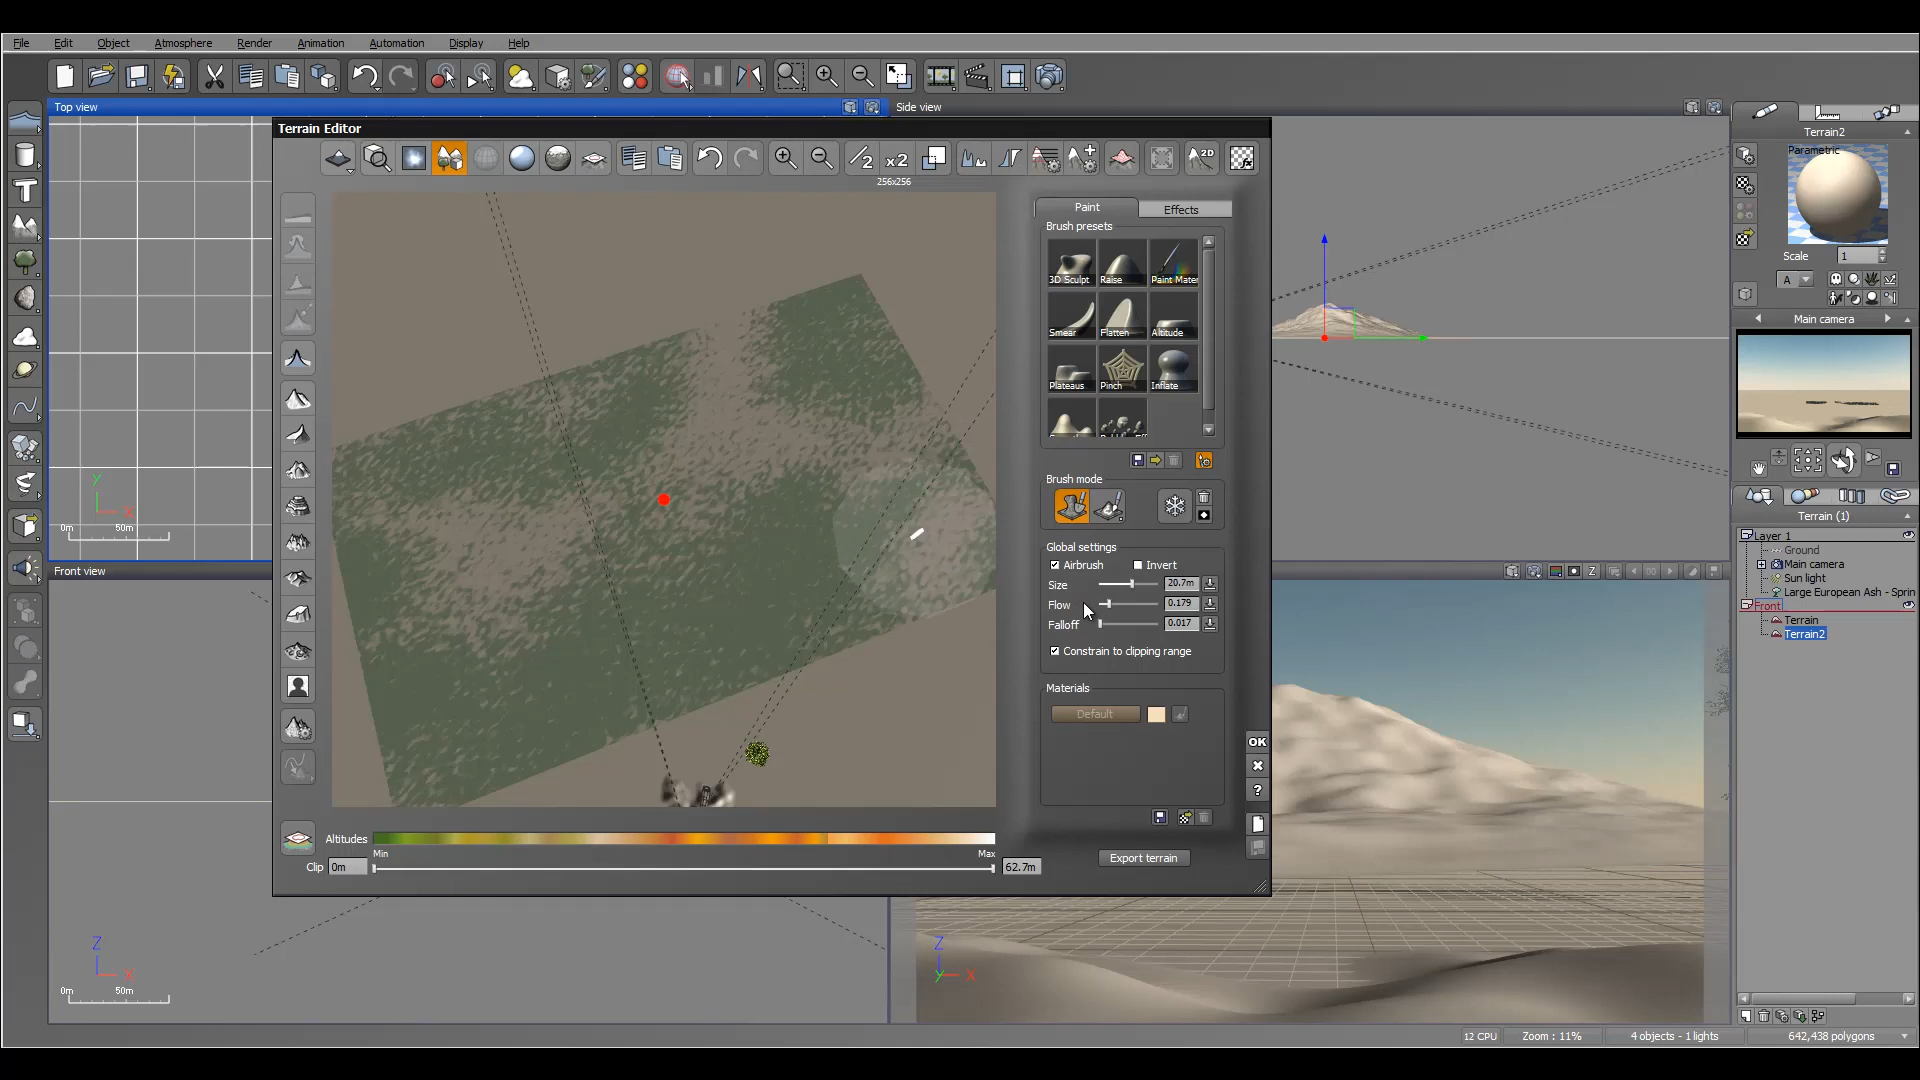 File Edit Object Atmosphere Render Animation Automation Display Help
Top view
Side view
Terrain Editor
256x256
Paint
Effects
Brush presets
3D Sculpt Raise Paint Mater
Smear Flatten Altitude
Plateaus Pinch Inflate
Brush mode
Global settings
Airbrush Invert
Size 20.7m
Flow 0.179
Falloff 0.017
Constrain to clipping range
Materials
Default
OK
?
Altitudes
Min Max
Clip 0m 62.7m
Export terrain
Y
X
0m 50m
Front view
Z
X
0m 50m
Z
Y X
Terrain2
Parametric
Scale 1
A
Main camera
Terrain (1)
Layer 1
Ground
Main camera
Sun light
Large European Ash - Sprin
Front
Terrain
Terrain2
12 CPU Zoom : 11% 4 objects - 1 lights 642,438 polygons